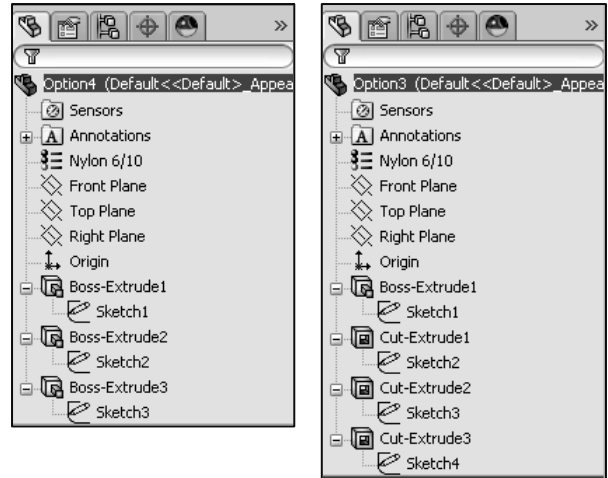 »
Option4 (Default<<Default>_Appea
Sensors
A Annotations
Nylon 6/10
Front Plane
Top Plane
Right Plane
Origin
Boss-Extrude1
Sketch1
Boss-Extrude2
Sketch2
Boss-Extrude3
Sketch3
»
Option3 (Default<<Default>_Appea
Sensors
A Annotations
Nylon 6/10
Front Plane
Top Plane
Right Plane
Origin
Boss-Extrude1
Sketch1
Cut-Extrude1
Sketch2
Cut-Extrude2
Sketch3
Cut-Extrude3
Sketch4